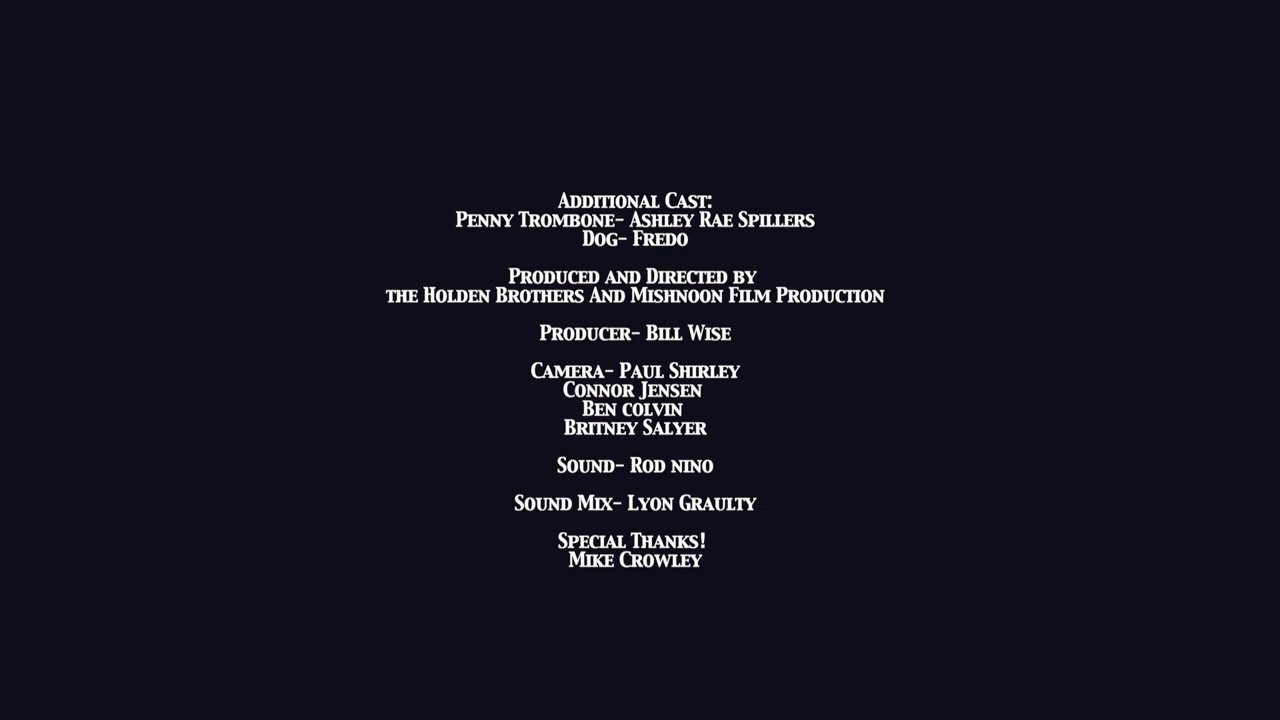 Additional Cast:
Penny Trombone- Ashley Rae Spillers
Dog- Fredo
Produced and Directed by
the Holden Brothers And Mishnoon Film Production
Producer- Bill Wise
Camera- Paul Shirley
Connor Jensen
Ben colvin
Britney Salyer
Sound- Rod nino
Sound Mix- Lyon Graulty
Special Thanks!
Mike Crowley